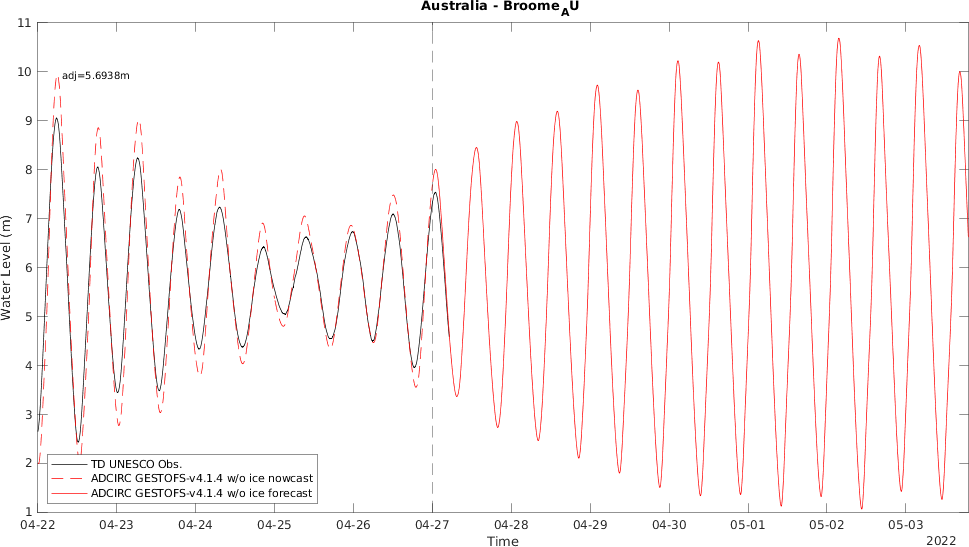 Australia - Broome_AU
adj=5.6938m
Water Level (m)
11
10
9
8
7
6
5
4
3
2
1
TD UNESCO Obs.
ADCIRC GESTOFS-v4.1.4 w/o ice nowcast
ADCIRC GESTOFS-v4.1.4 w/o ice forecast
04-22 04-23 04-24 04-25 04-26 04-27 04-28 04-29 04-30 05-01 05-02 05-03
Time
2022